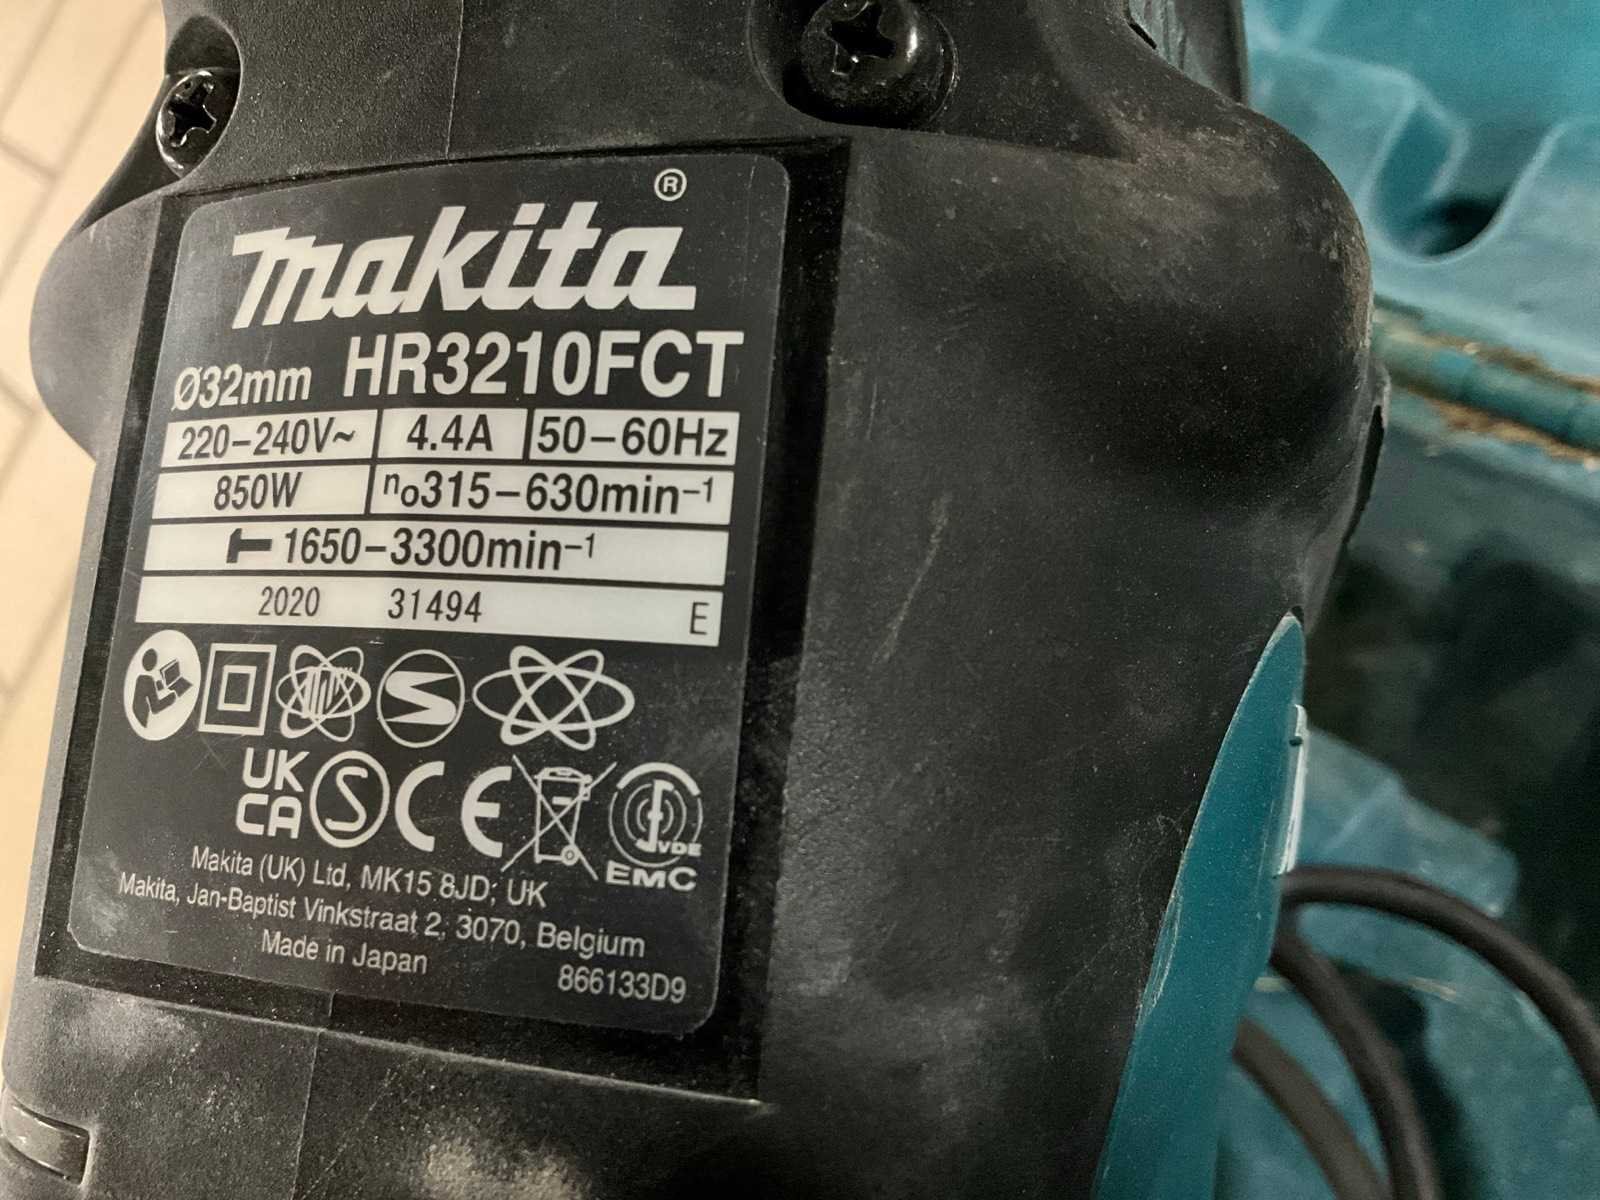 makita®
Ø32mm HR3210FCT
220-240V~ 4.4A 50-60Hz
850W no315-630min-1
1650-3300min-1
2020 31494 E
UK
CA S CE VDE
EMC
Makita (UK) Ltd, MK15 8JD, UK
Makita, Jan-Baptist Vinkstraat 2, 3070, Belgium
Made in Japan
866133D9